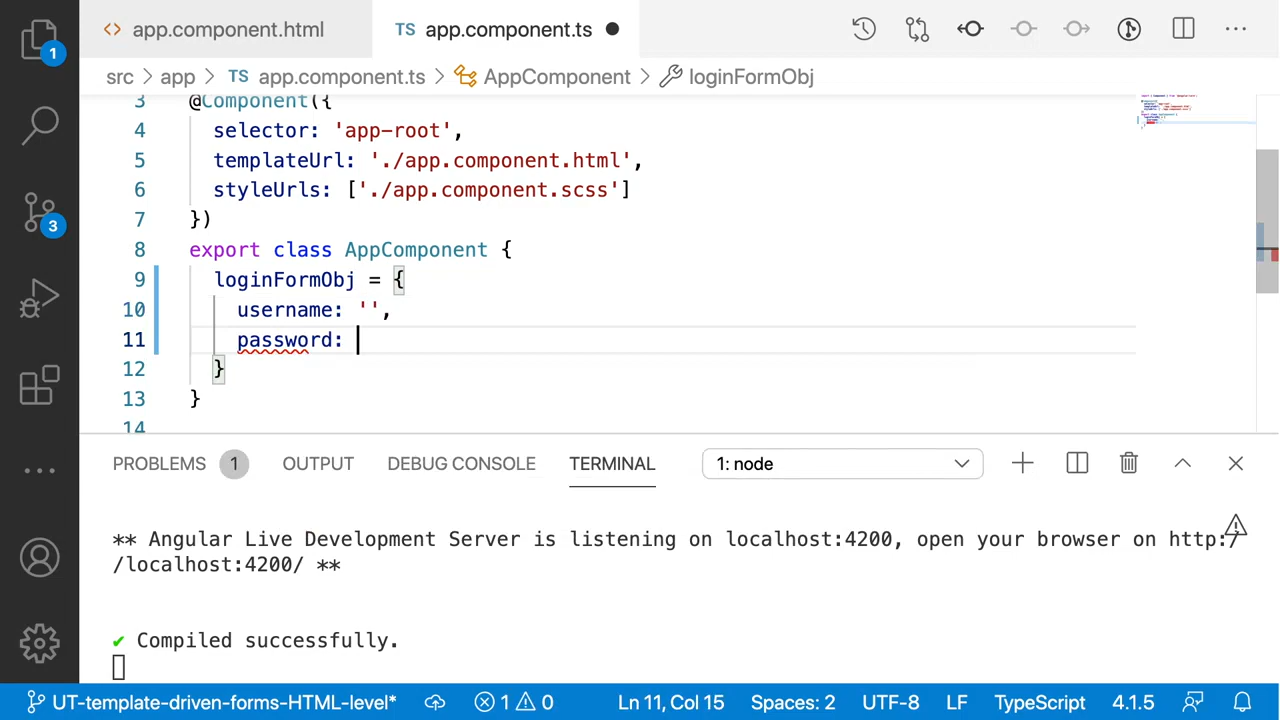 1
3
app.component.html
TS app.component.ts
src > app > TS app.component.ts > AppComponent > loginFormObj
3 @Component({
4 selector: 'app-root',
5 templateUrl: './app.component.html',
6 styleUrls: ['./app.component.scss']
7 })
8 export class AppComponent {
9 loginFormObj = {
10 username: '',
11 password:
12 }
13 }
14
PROBLEMS 1 OUTPUT DEBUG CONSOLE TERMINAL 1: node
** Angular Live Development Server is listening on localhost:4200, open your browser on http:/
/localhost:4200/ **
✔ Compiled successfully.
UT-template-driven-forms-HTML-level* 1 0 Ln 11, Col 15 Spaces: 2 UTF-8 LF TypeScript 4.1.5